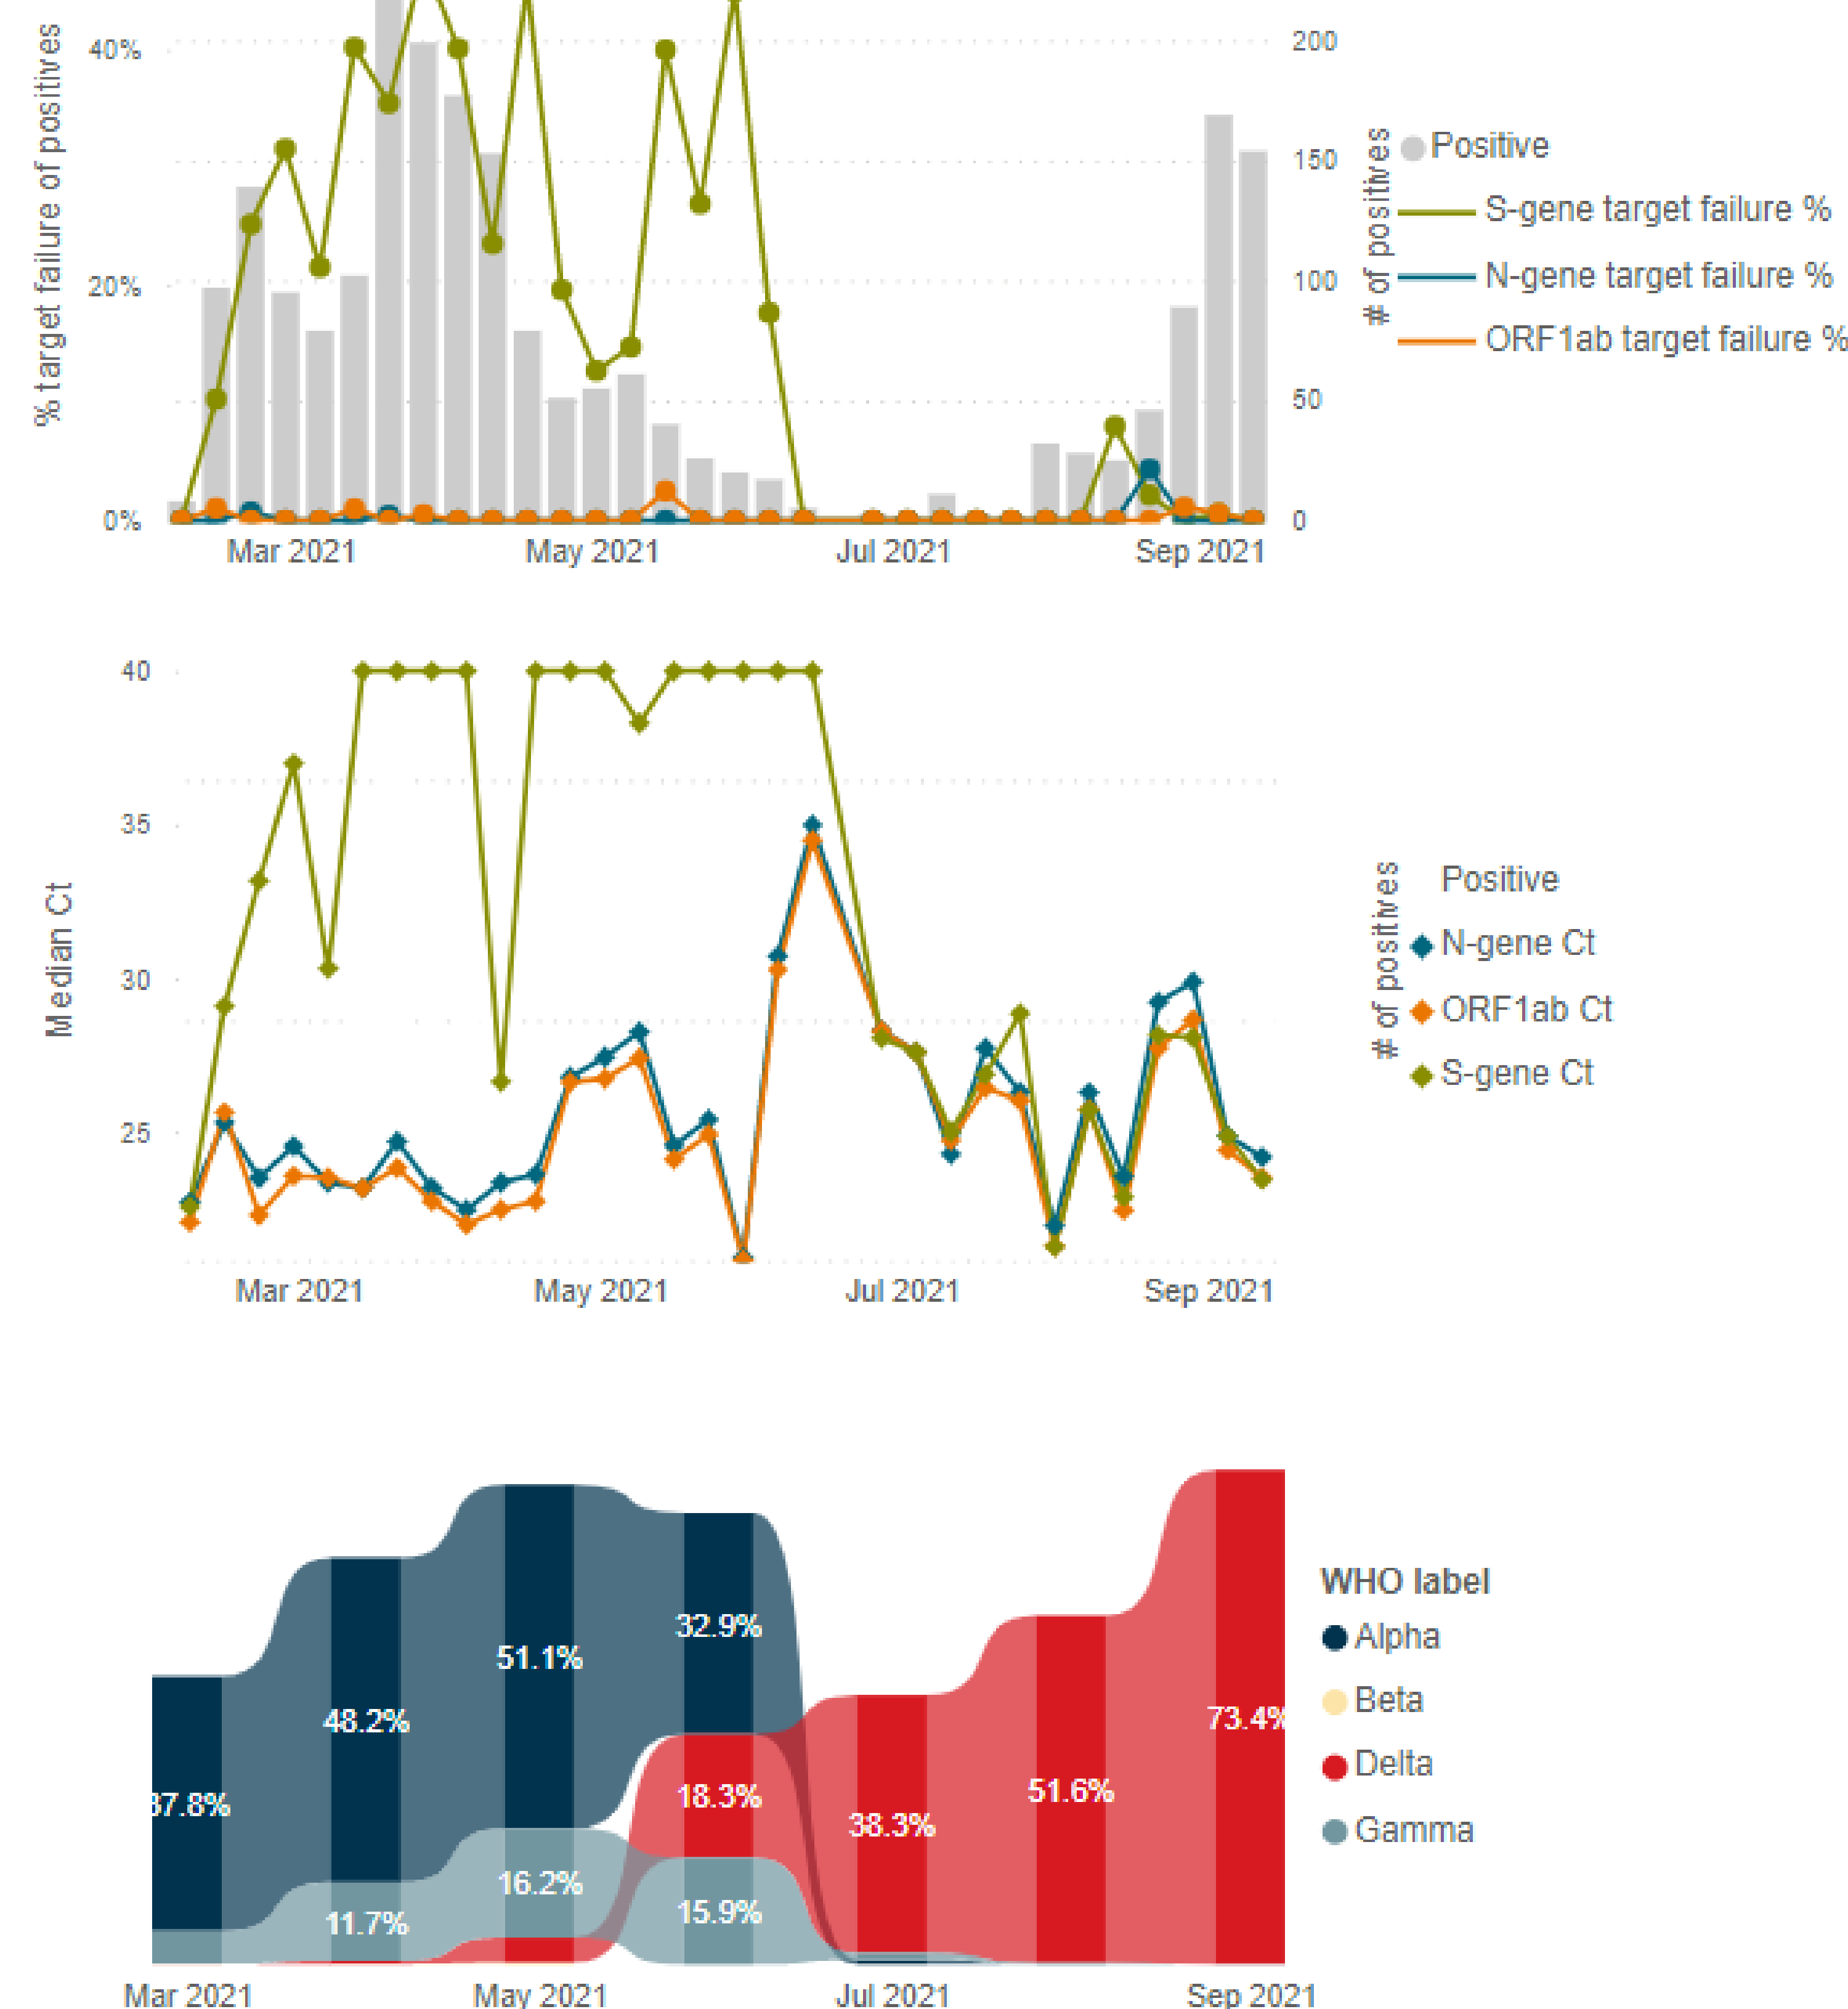 % target failure of positives
40%
20%
0%
200
150
100
50
0
# of positives
Positive
S-gene target failure %
N-gene target failure %
ORF1ab target failure %
Mar 2021
May 2021
Jul 2021
Sep 2021
Median Ct
40
35
30
25
# of positives
Positive
N-gene Ct
ORF1ab Ct
S-gene Ct
Mar 2021
May 2021
Jul 2021
Sep 2021
37.8%
48.2%
11.7%
51.1%
16.2%
32.9%
18.3%
15.9%
38.3%
51.6%
73.4%
WHO label
Alpha
Beta
Delta
Gamma
Mar 2021
May 2021
Jul 2021
Sep 2021